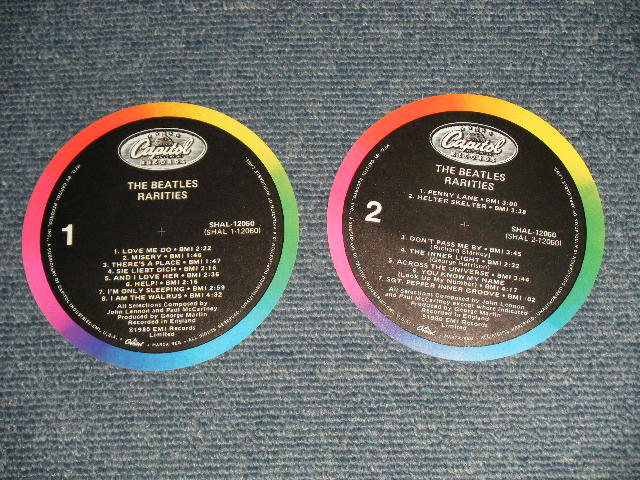 Capitol
RECORDS
THE BEATLES
RARITIES
1
SHAL-12060
(SHAL 1-12060)
1. LOVE ME DO • BMI 2:22
2. MISERY • BMI 1:46
3. THERE'S A PLACE • BMI 1:47
4. SIE LIEBT DICH • BMI 2:15
5. AND I LOVE HER • BMI 2:35
6. HELP! • BMI 2:16
7. I'M ONLY SLEEPING • BMI 2:59
8. I AM THE WALRUS • BMI 4:32
All Selections Composed by
John Lennon and Paul McCartney
Produced by George Martin
Recorded in England
℗1980 EMI Records
Limited
Capitol
RECORDS
THE BEATLES
RARITIES
1. PENNY LANE • BMI 3:00
2. HELTER SKELTER • BMI 3:38
2
SHAL-12060
(SHAL 2-12060)
3. DON'T PASS ME BY • BMI 3:45
(Richard Starkey)
4. THE INNER LIGHT • BMI 2:32
(George Harrison)
5. ACROSS THE UNIVERSE • BMI 3:44
6. YOU KNOW MY NAME
(Look Up My Number) • BMI 4:17
7. SGT. PEPPER INNER GROOVE • BMI :02
All Selections Composed by John Lennon
and Paul McCartney except where Indicated
Produced by George Martin
Recorded in England
℗1980 EMI Records
Limited